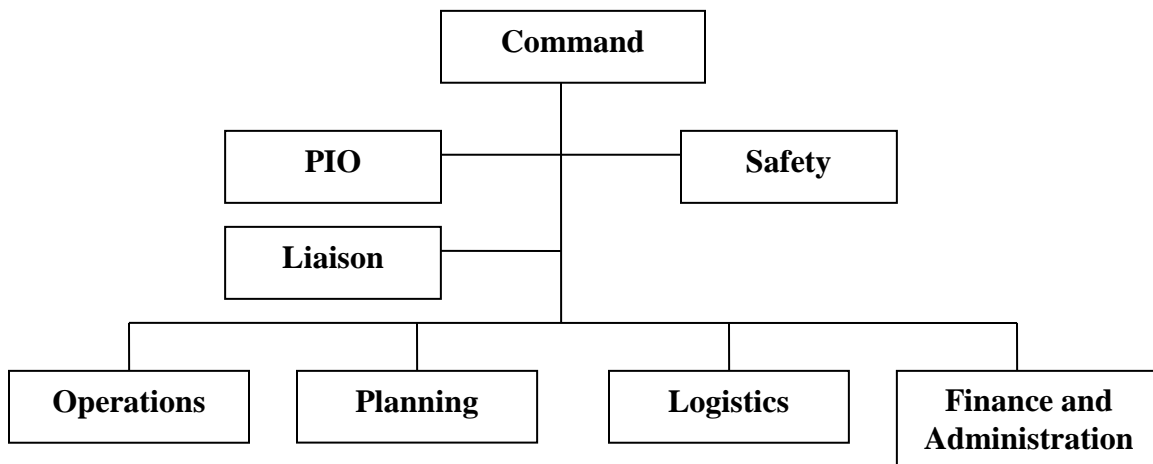 Command
PIO
Safety
Liaison
Operations
Planning
Logistics
Finance and
Administration